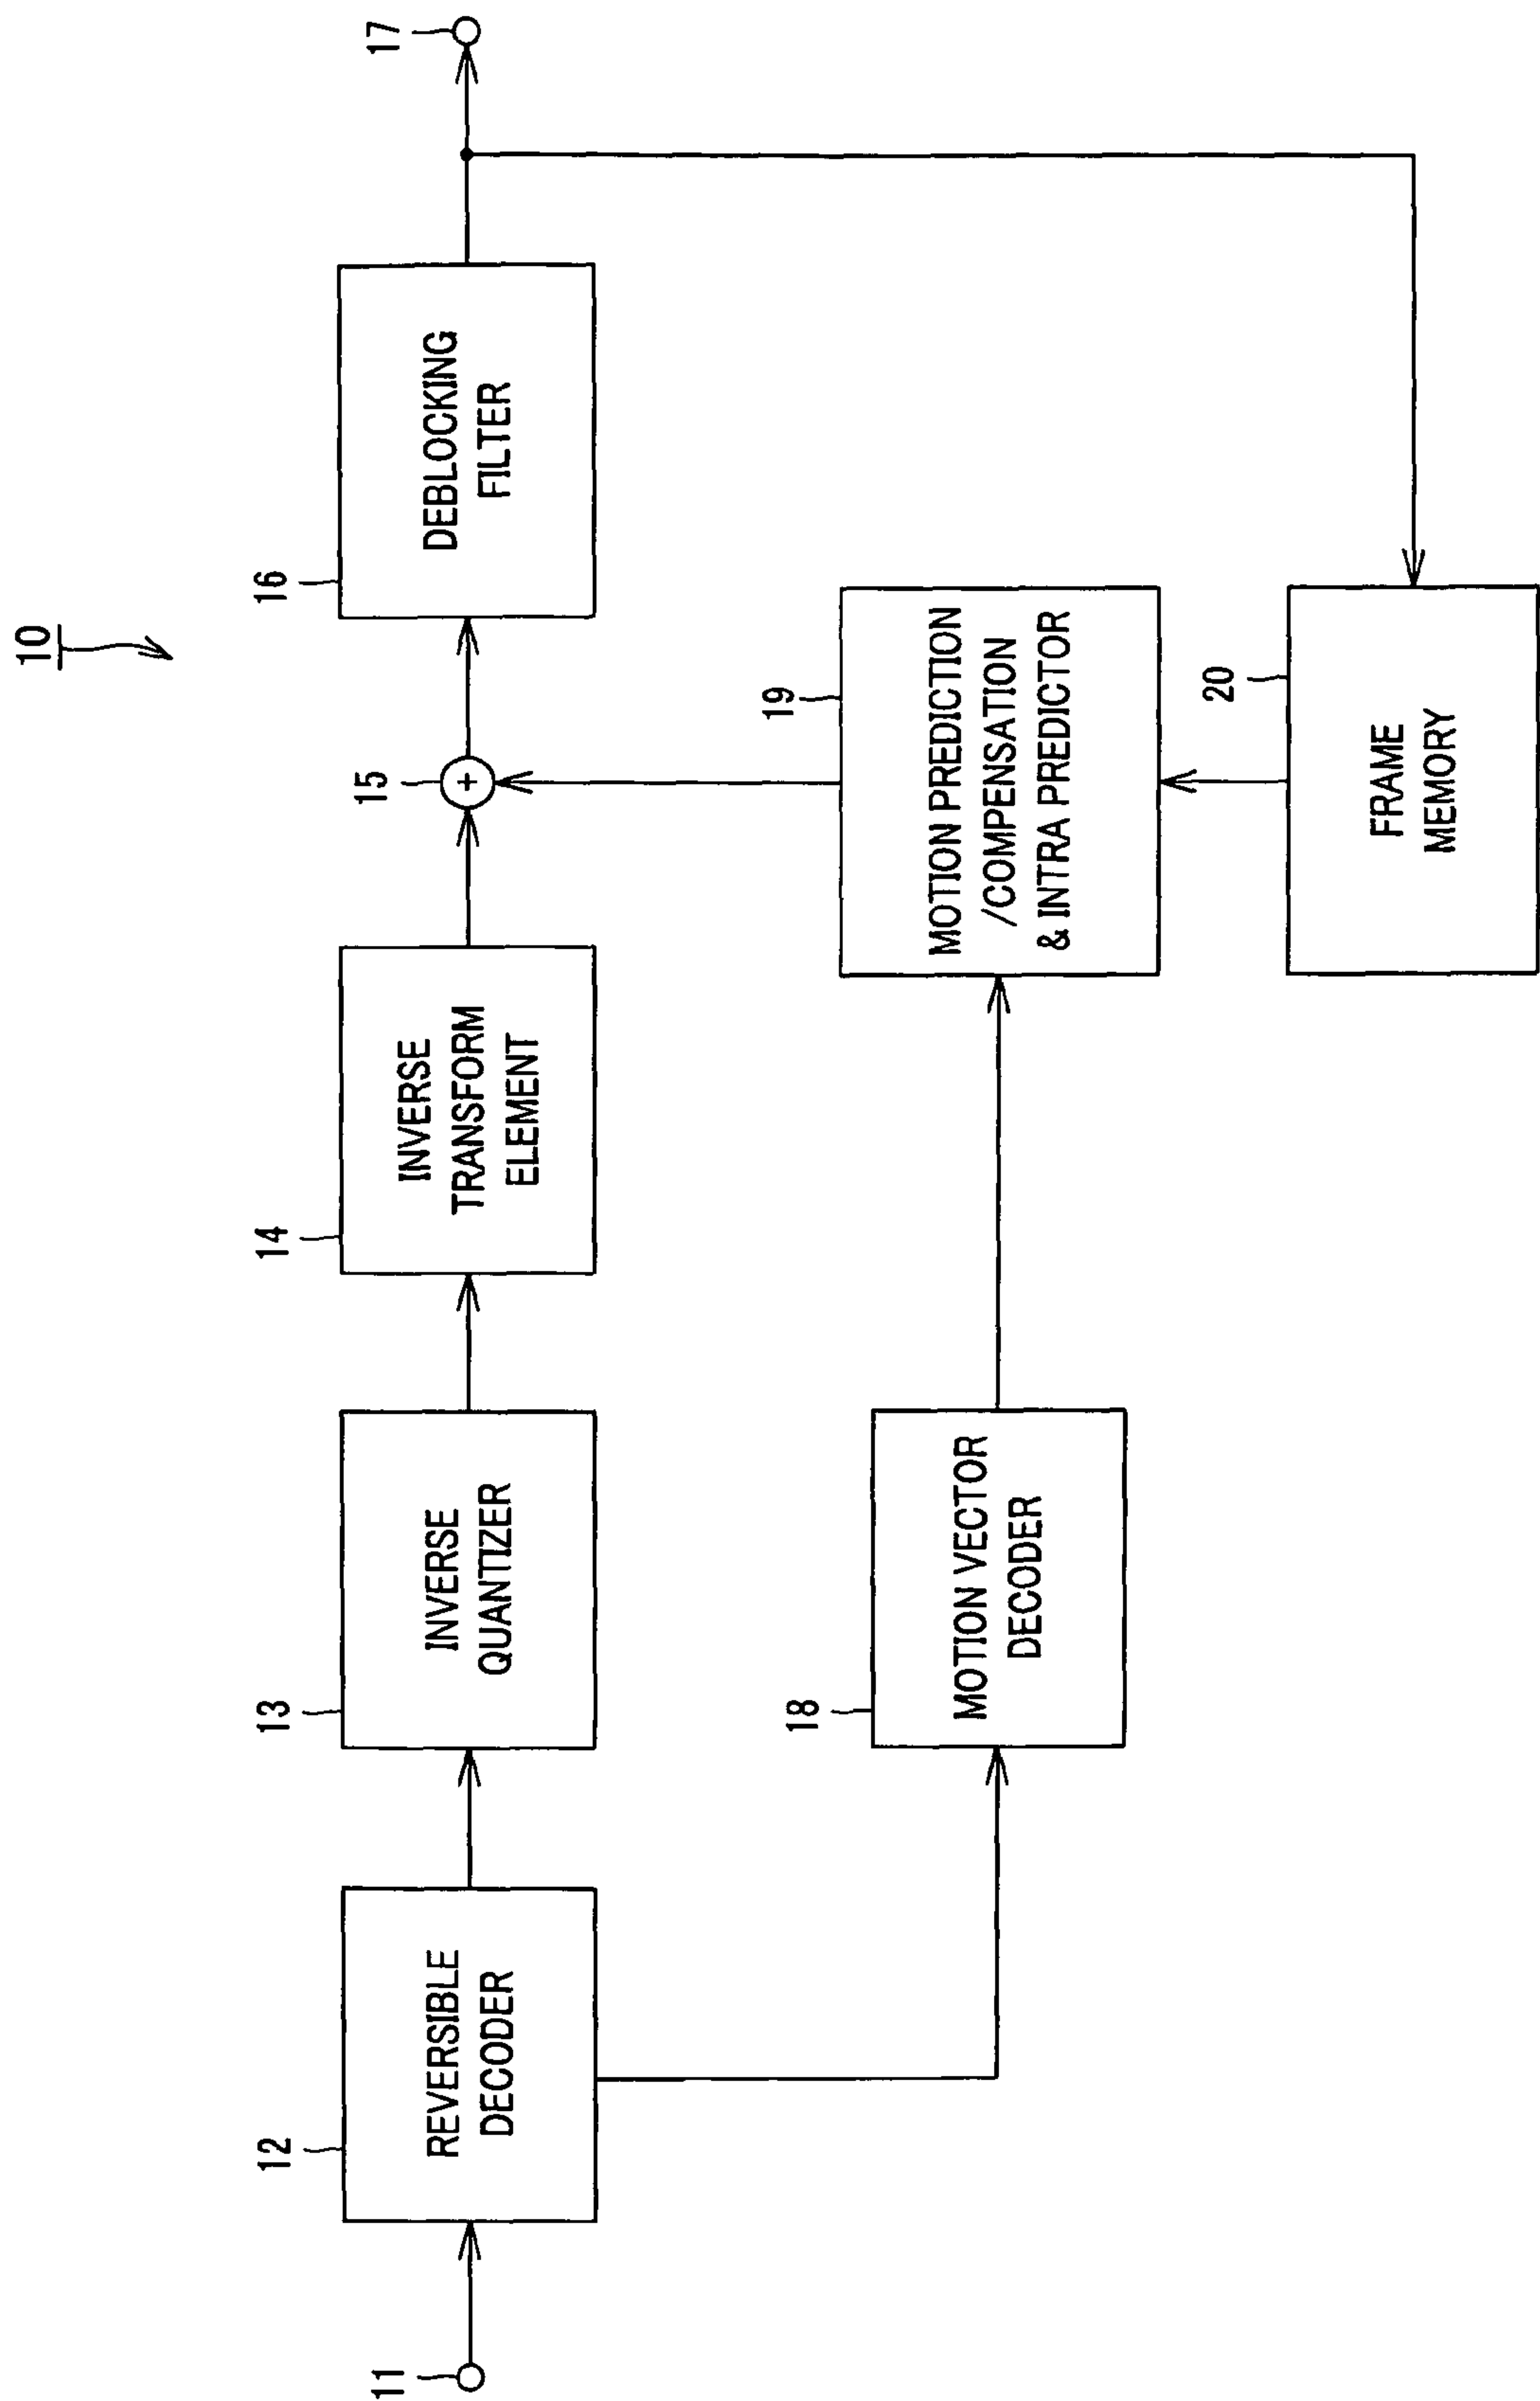 10
11
12
REVERSIBLE
DECODER
13
INVERSE
QUANTIZER
14
INVERSE
TRANSFORM
ELEMENT
15
+
16
DEBLOCKING
FILTER
17
18
MOTION VECTOR
DECODER
19
MOTION PREDICTION
/COMPENSATION
& INTRA PREDICTOR
20
FRAME
MEMORY